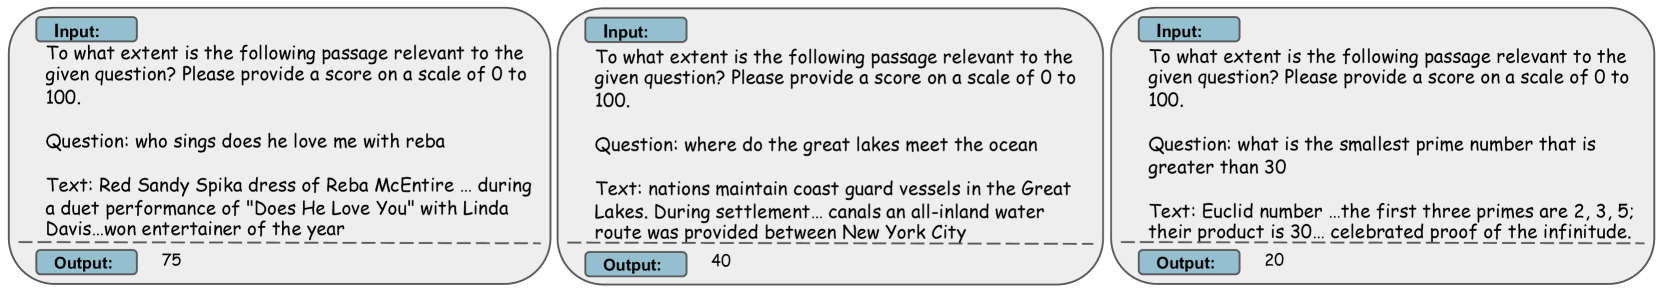 Input:
To what extent is the following passage relevant to the
given question? Please provide a score on a scale of 0 to
100.
Question: who sings does he love me with reba
Text: Red Sandy Spika dress of Reba McEntire ... during
a duet performance of "Does He Love You" with Linda
Davis...won entertainer of the year
Output: 75
Input:
To what extent is the following passage relevant to the
given question? Please provide a score on a scale of 0 to
100.
Question: where do the great lakes meet the ocean
Text: nations maintain coast guard vessels in the Great
Lakes. During settlement... canals an all-inland water
route was provided between New York City
Output: 40
Input:
To what extent is the following passage relevant to the
given question? Please provide a score on a scale of 0 to
100.
Question: what is the smallest prime number that is
greater than 30
Text: Euclid number ...the first three primes are 2, 3, 5;
their product is 30... celebrated proof of the infinitude.
Output: 20